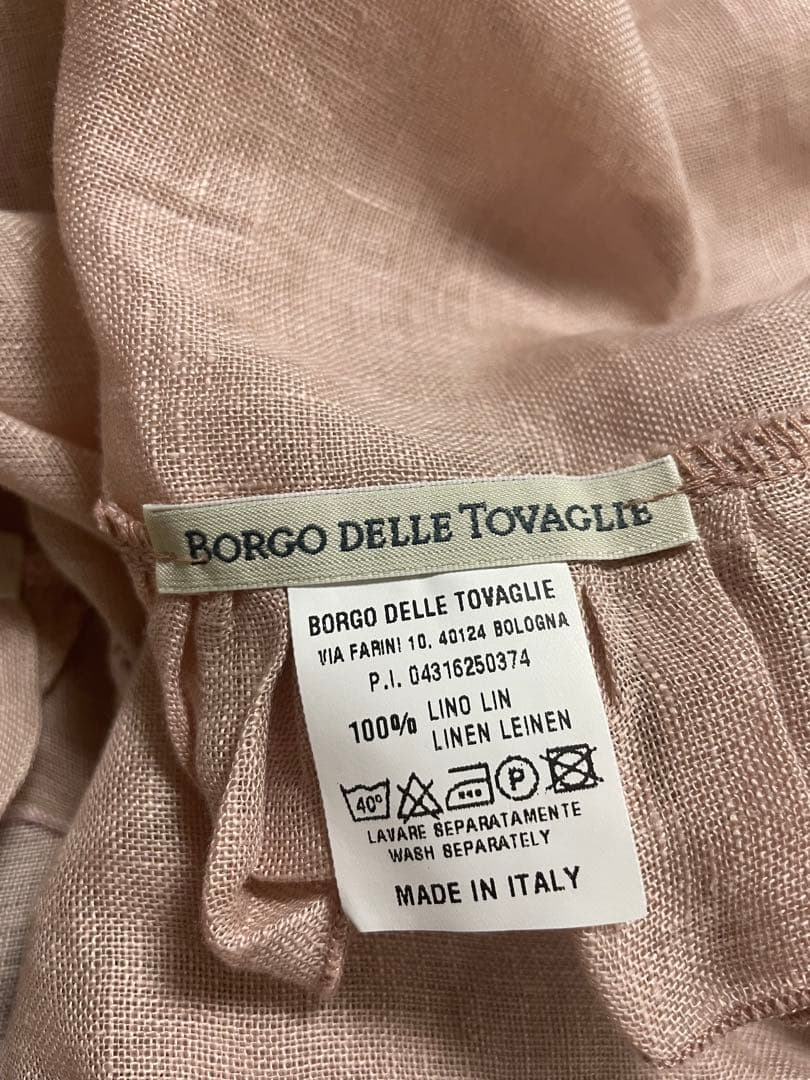 BORGO DELLE TOVAGLIE
BORGO DELLE TOVAGLIE
VIA FARINI 10, 40124 BOLOGNA
P.I. 04316250374
100% LINO LIN
LINEN LEINEN
40° P
LAVARE SEPARATAMENTE
WASH SEPARATELY
MADE IN ITALY